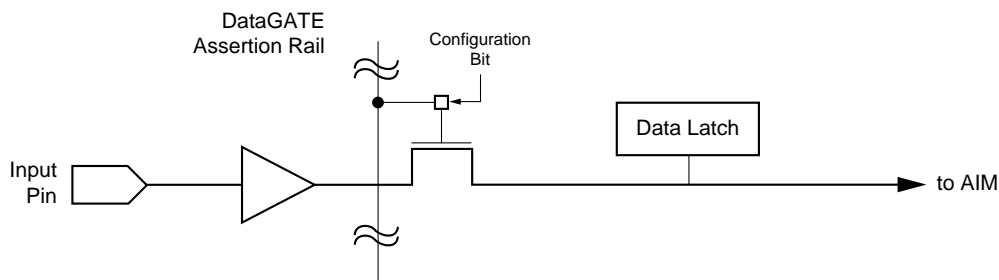 DataGATE
Assertion Rail
Configuration
Bit
Data Latch
Input
Pin
to AIM